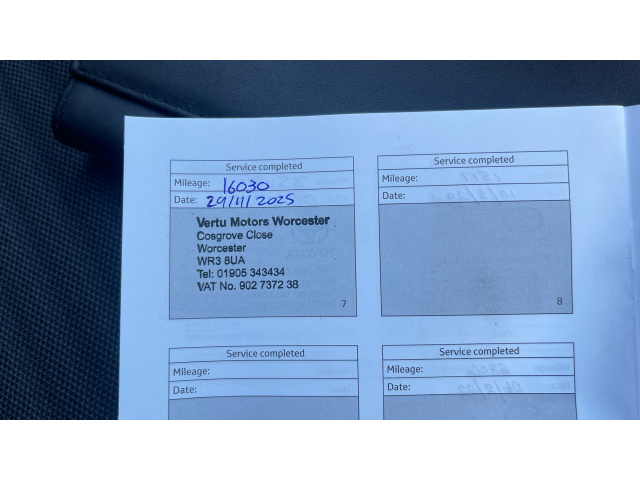 Service completed
Mileage: 16030
Date: 29/11/2025
Vertu Motors Worcester
Cosgrove Close
Worcester
WR3 8UA
Tel: 01905 343434
VAT No. 902 7372 38
7
Service completed
Mileage:
Date:
8
Service completed
Mileage:
Date:
Service completed
Mileage:
Date: